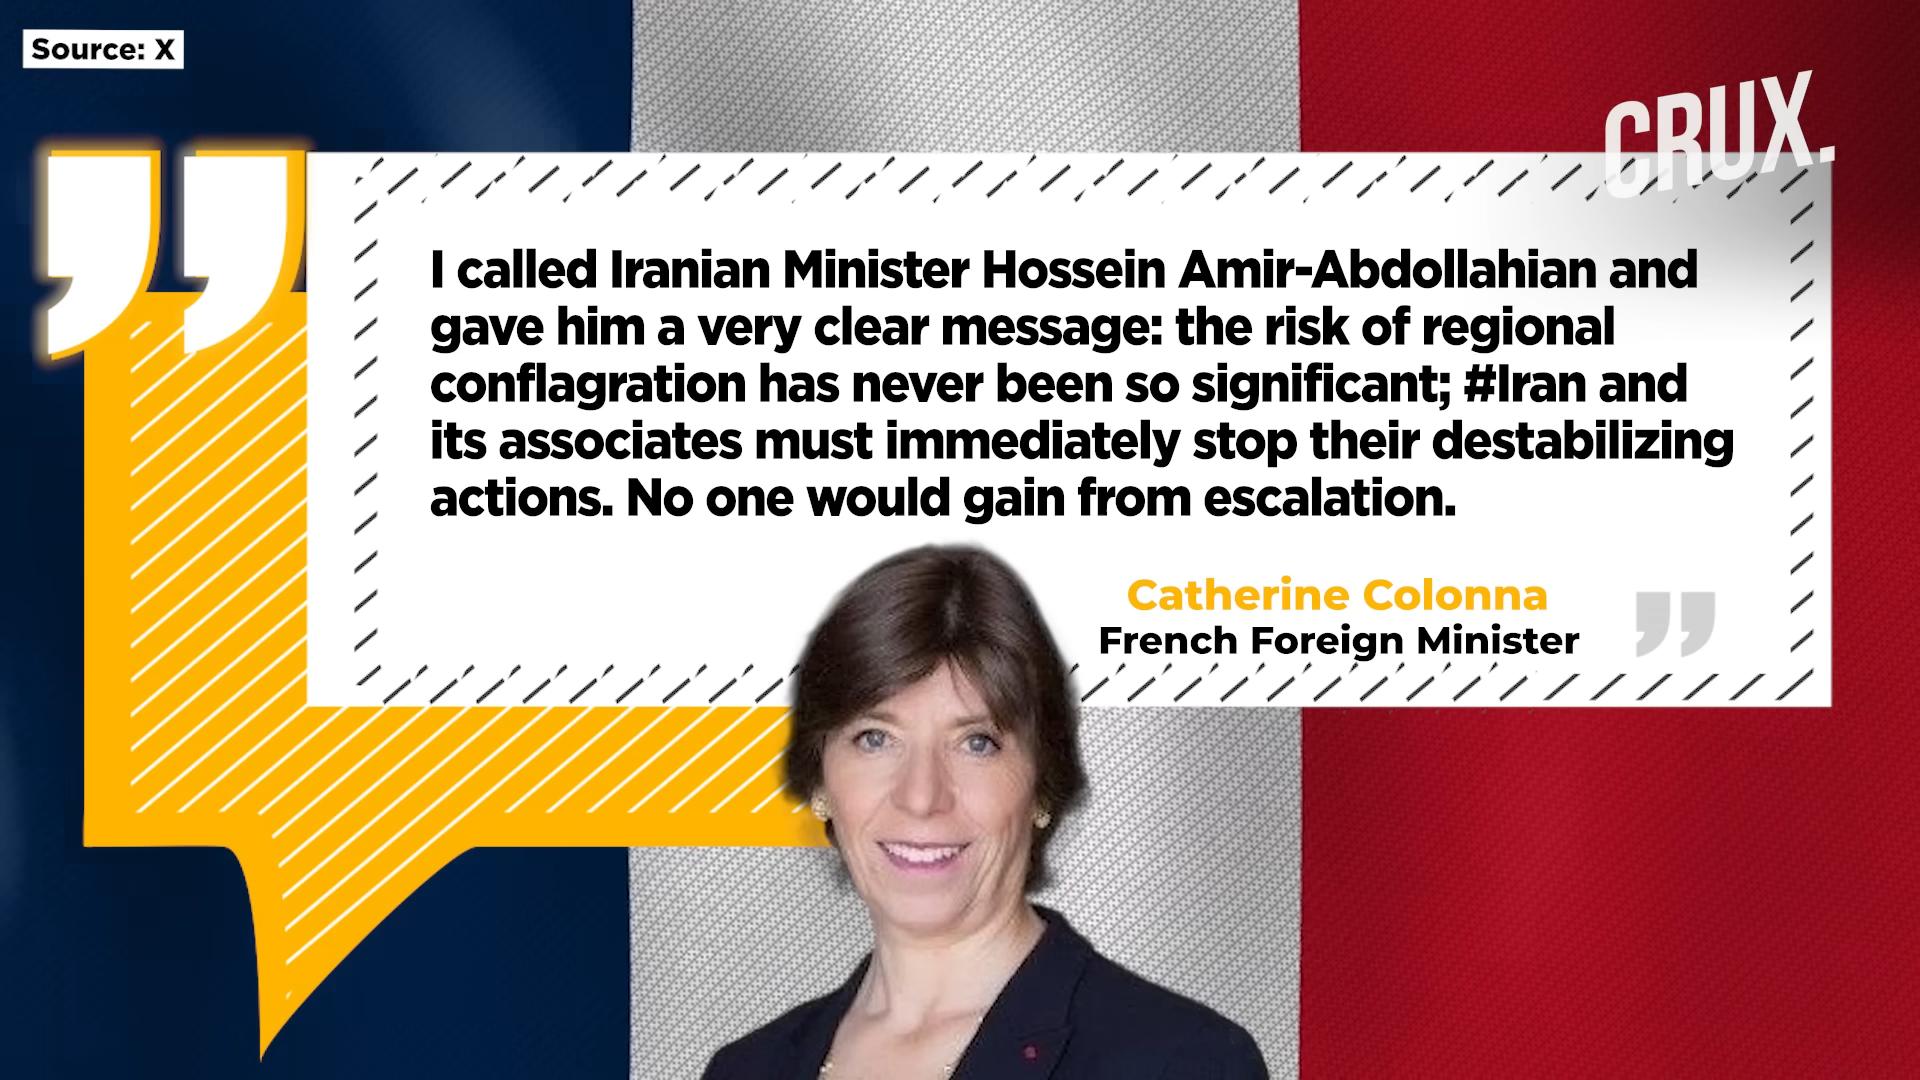 Source: X
CRUX.
I called Iranian Minister Hossein Amir-Abdollahian and
gave him a very clear message: the risk of regional
conflagration has never been so significant; #Iran and
its associates must immediately stop their destabilizing
actions. No one would gain from escalation.
Catherine Colonna
French Foreign Minister